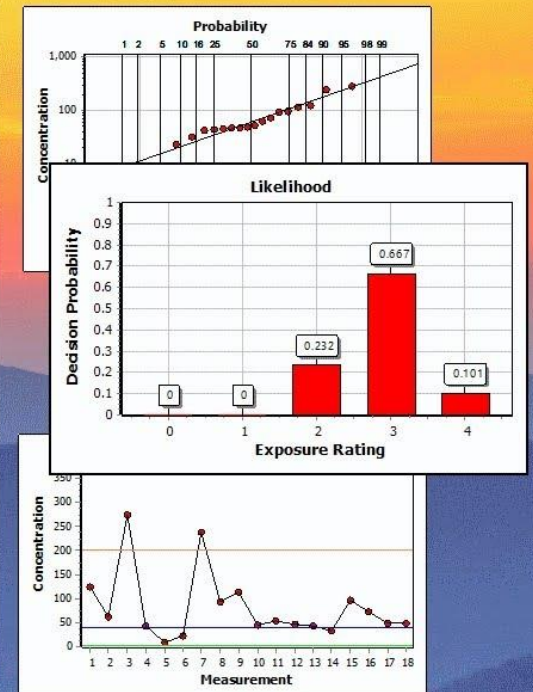 Probability
1 2 5 10 16 25 50 75 84 90 95 98 99
1,000
100
Concentration
Likelihood
Decision Probability
1
0.9
0.8
0.7
0.6
0.5
0.4
0.3
0.2
0.1
0
0
0
0.232
0.667
0.101
0 1 2 3 4
Exposure Rating
Concentration
350
300
250
200
150
100
50
0
1 2 3 4 5 6 7 8 9 10 11 12 13 14 15 16 17 18
Measurement